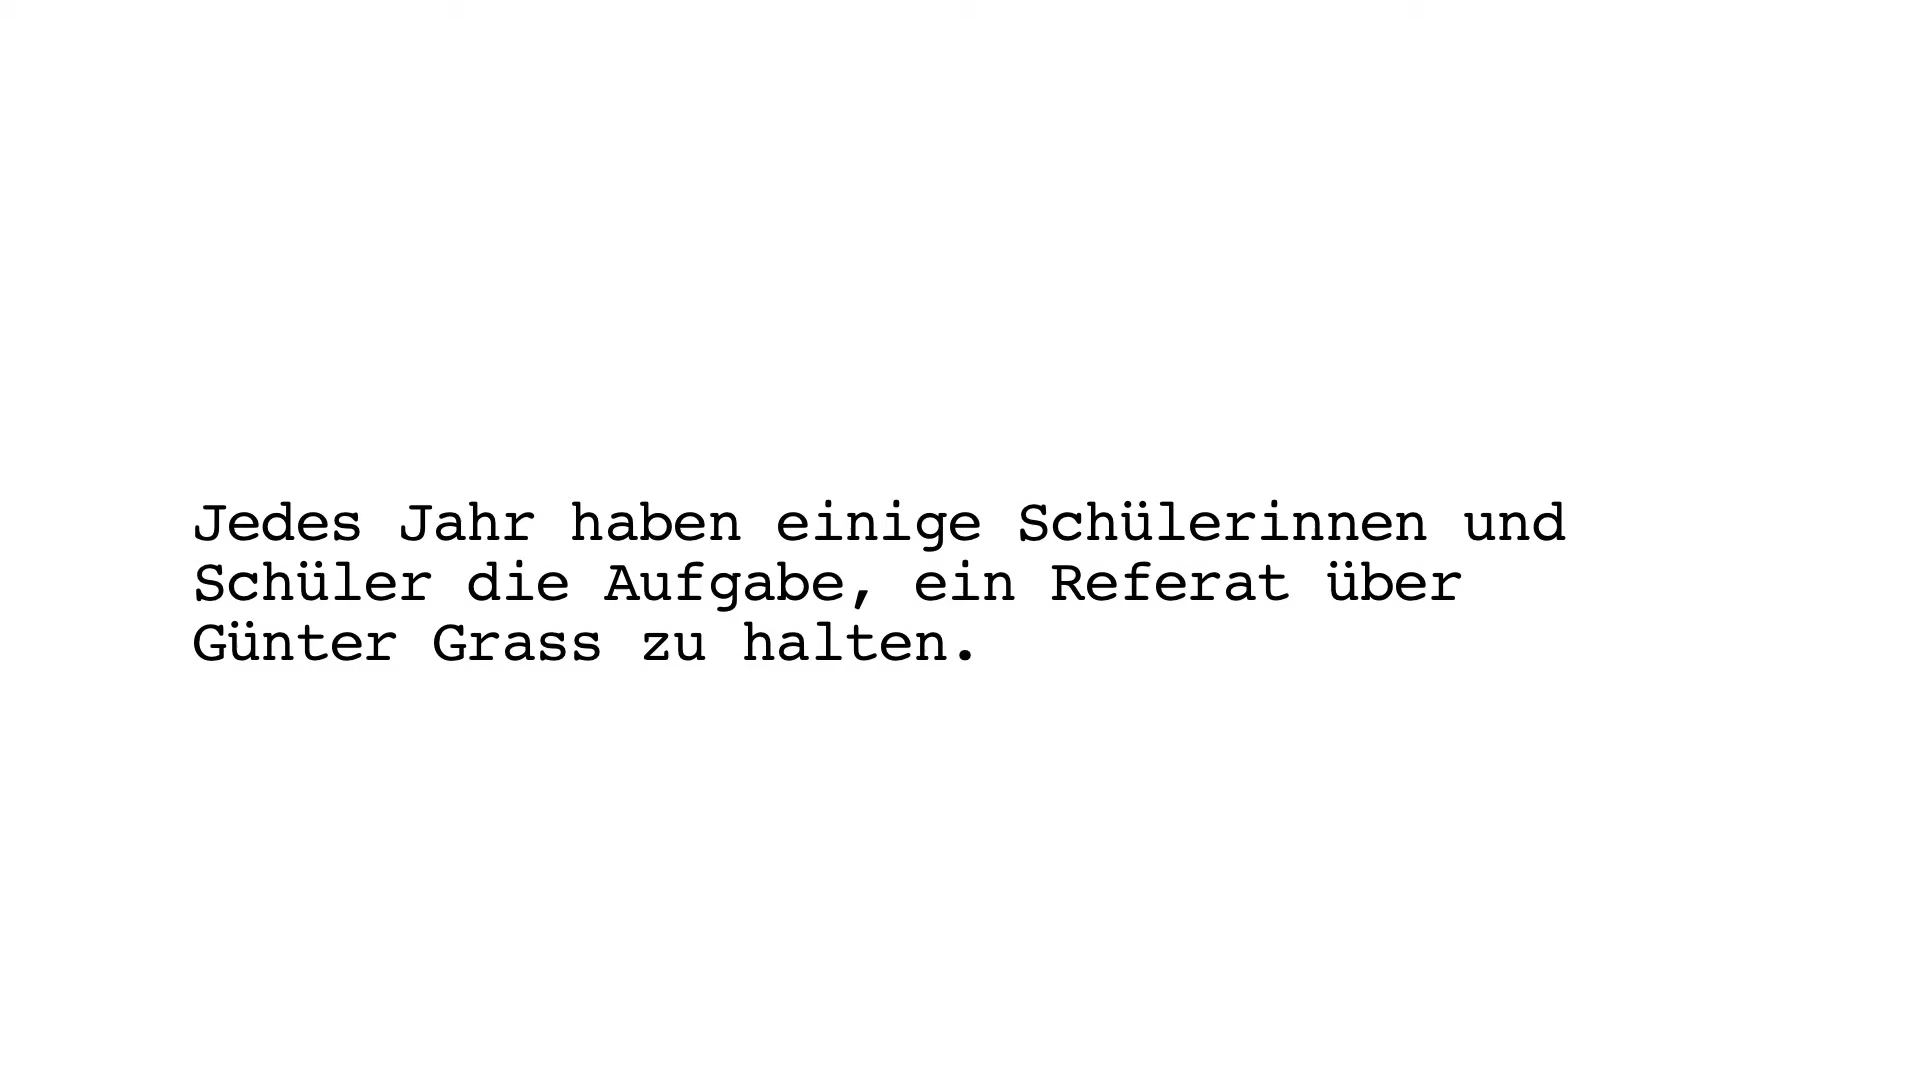 Jedes Jahr haben einige Schülerinnen und
Schüler die Aufgabe, ein Referat über
Günter Grass zu halten.